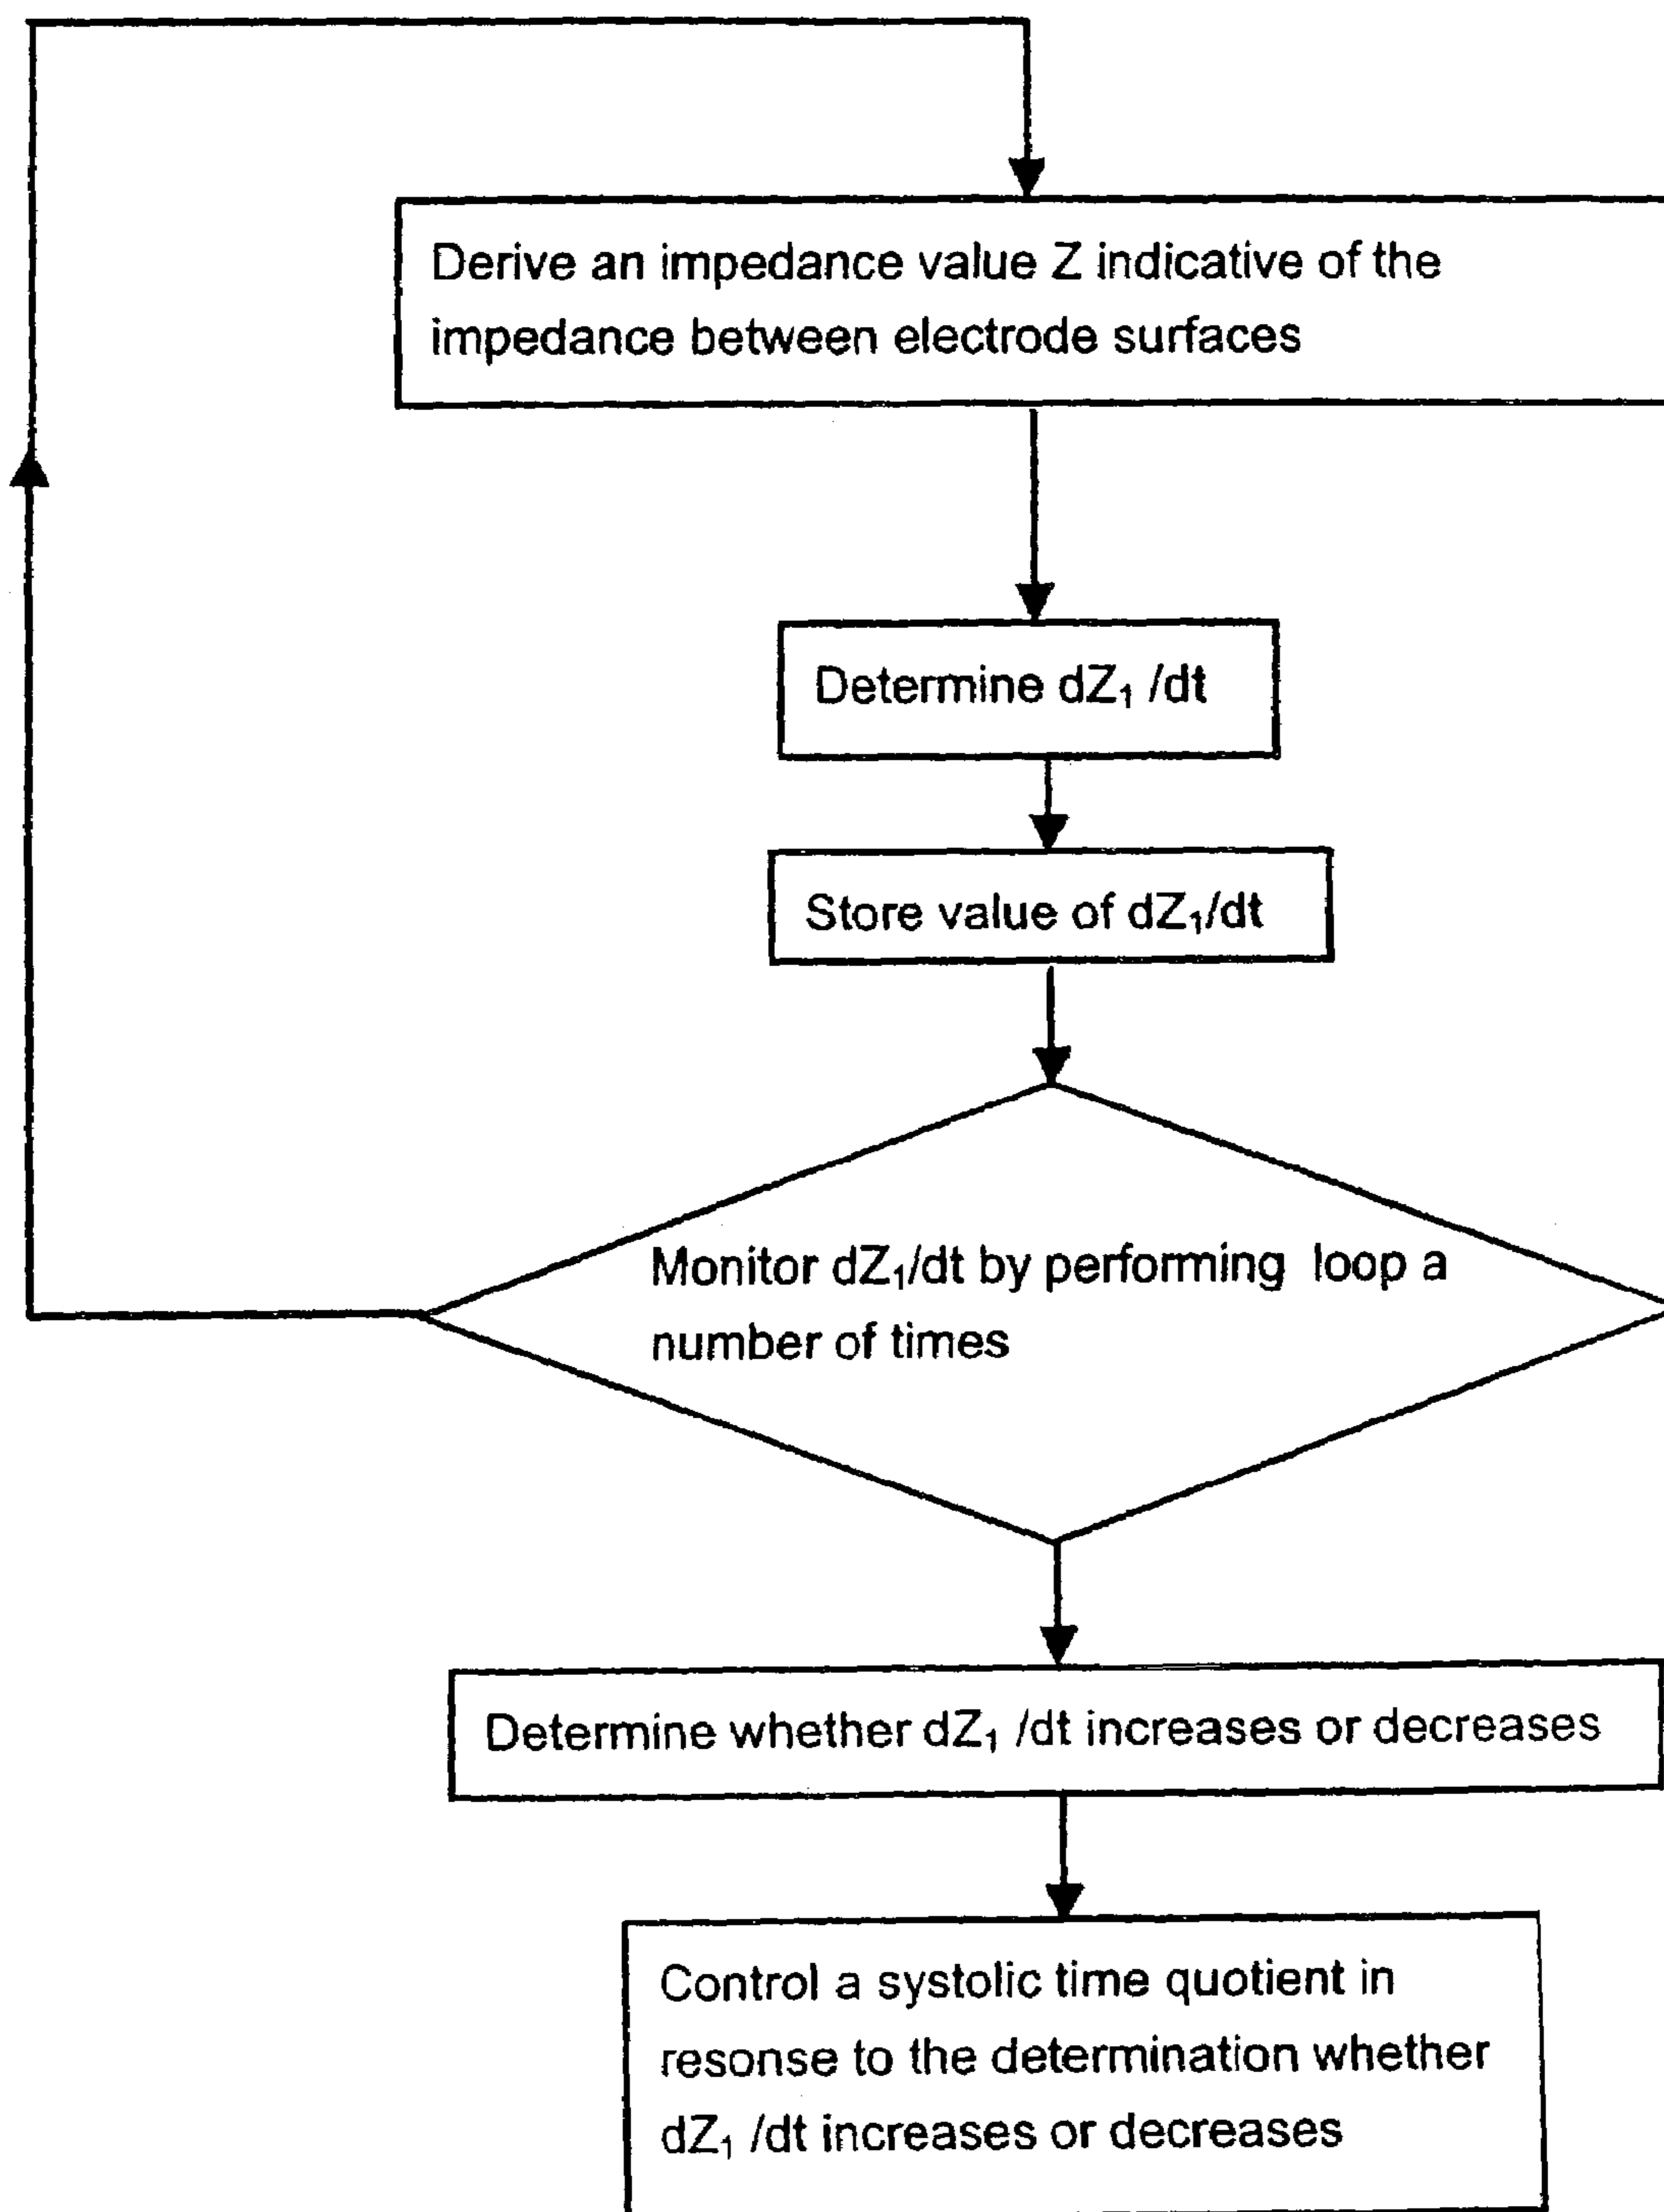 Derive an impedance value Z indicative of the
impedance between electrode surfaces
Determine dZ₁ /dt
Store value of dZ₁/dt
Monitor dZ₁/dt by performing loop a
number of times
Determine whether dZ₁ /dt increases or decreases
Control a systolic time quotient in
resonse to the determination whether
dZ₁ /dt increases or decreases